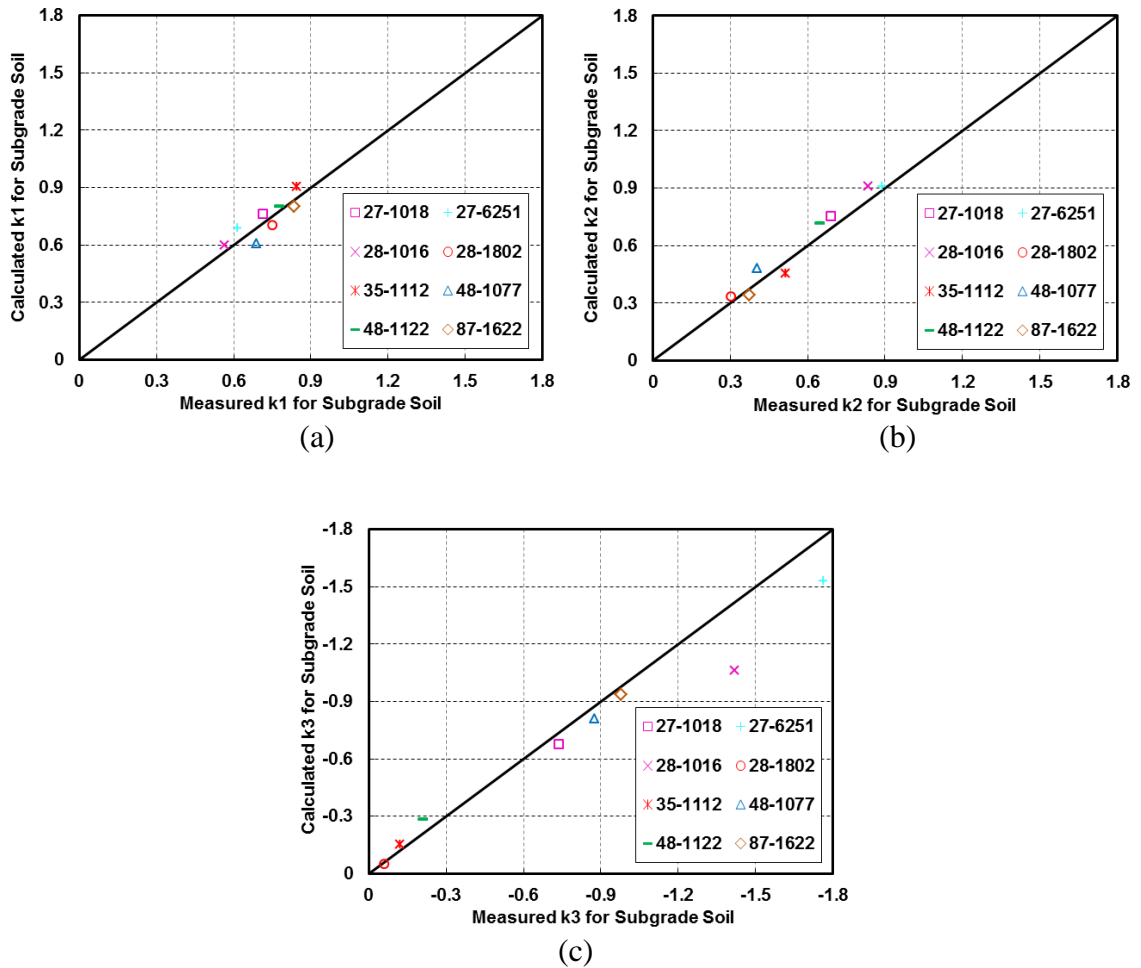 Calculated k1 for Subgrade Soil
1.8
1.5
1.2
0.9
0.6
0.3
0
0 0.3 0.6 0.9 1.2 1.5 1.8
27-1018 27-6251
28-1016 28-1802
35-1112 48-1077
48-1122 87-1622
Measured k1 for Subgrade Soil
(a)
Calculated k2 for Subgrade Soil
1.8
1.5
1.2
0.9
0.6
0.3
0
0 0.3 0.6 0.9 1.2 1.5 1.8
27-1018 27-6251
28-1016 28-1802
35-1112 48-1077
48-1122 87-1622
Measured k2 for Subgrade Soil
(b)
Calculated k3 for Subgrade Soil
-1.8
-1.5
-1.2
-0.9
-0.6
-0.3
0
0 -0.3 -0.6 -0.9 -1.2 -1.5 -1.8
27-1018 27-6251
28-1016 28-1802
35-1112 48-1077
48-1122 87-1622
Measured k3 for Subgrade Soil
(c)